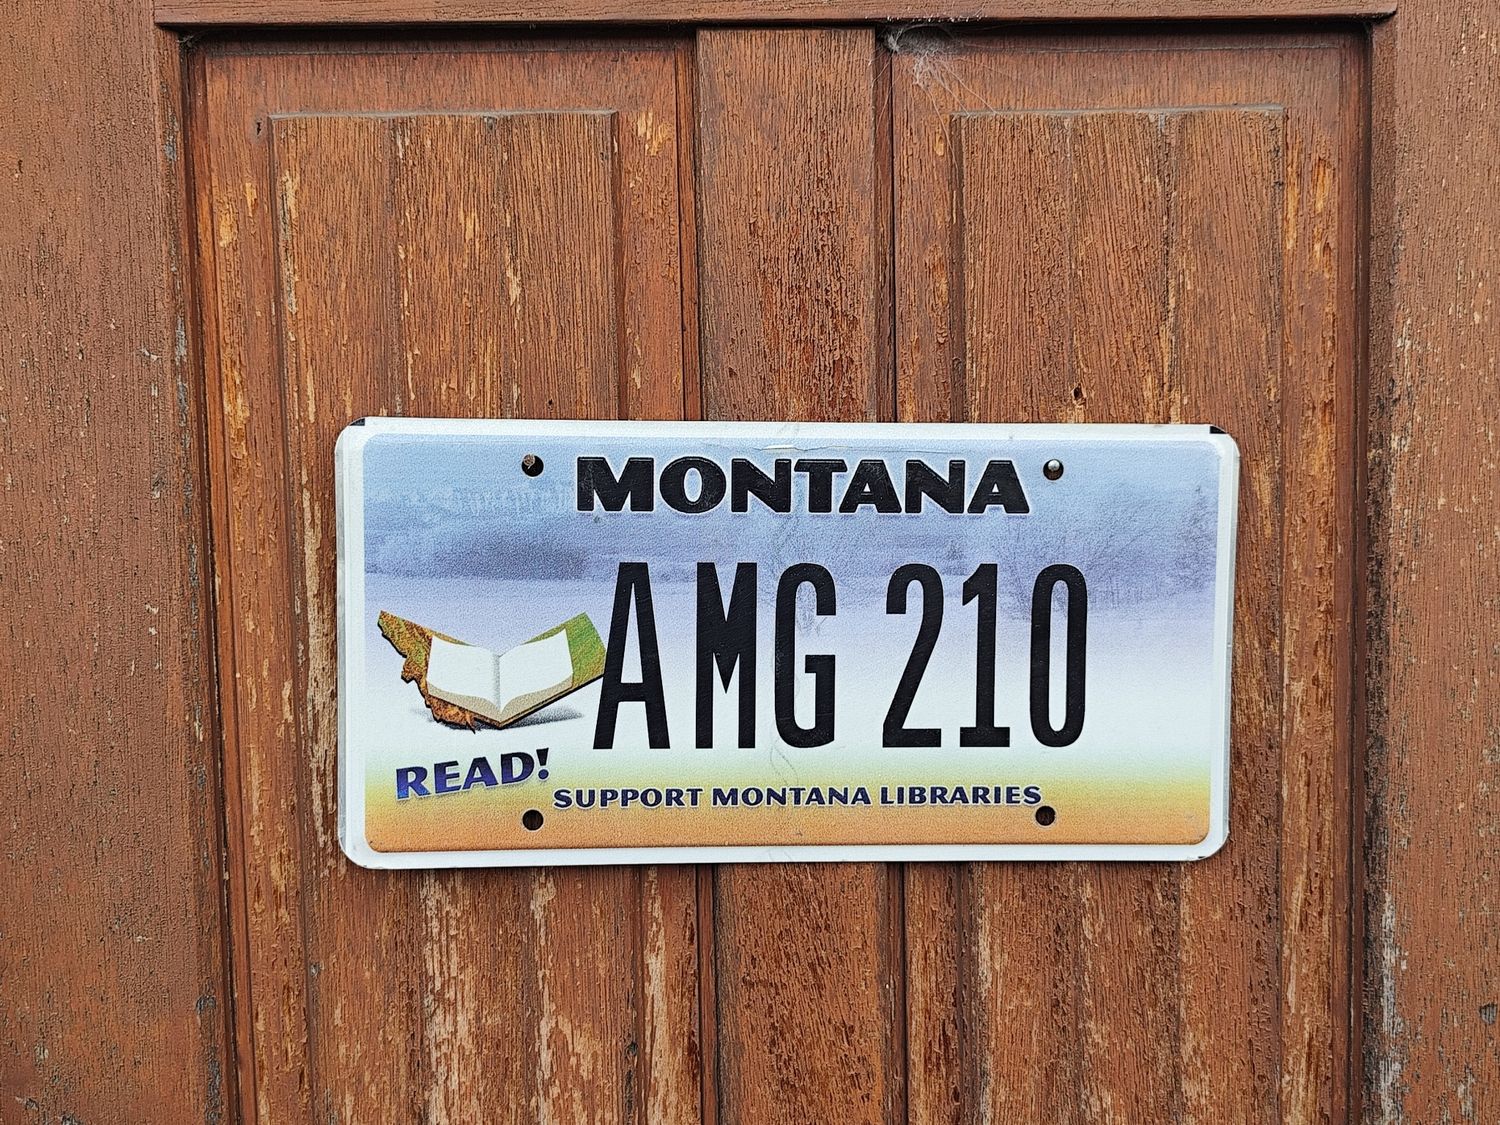 MONTANA
AMG 210
READ!
SUPPORT MONTANA LIBRARIES